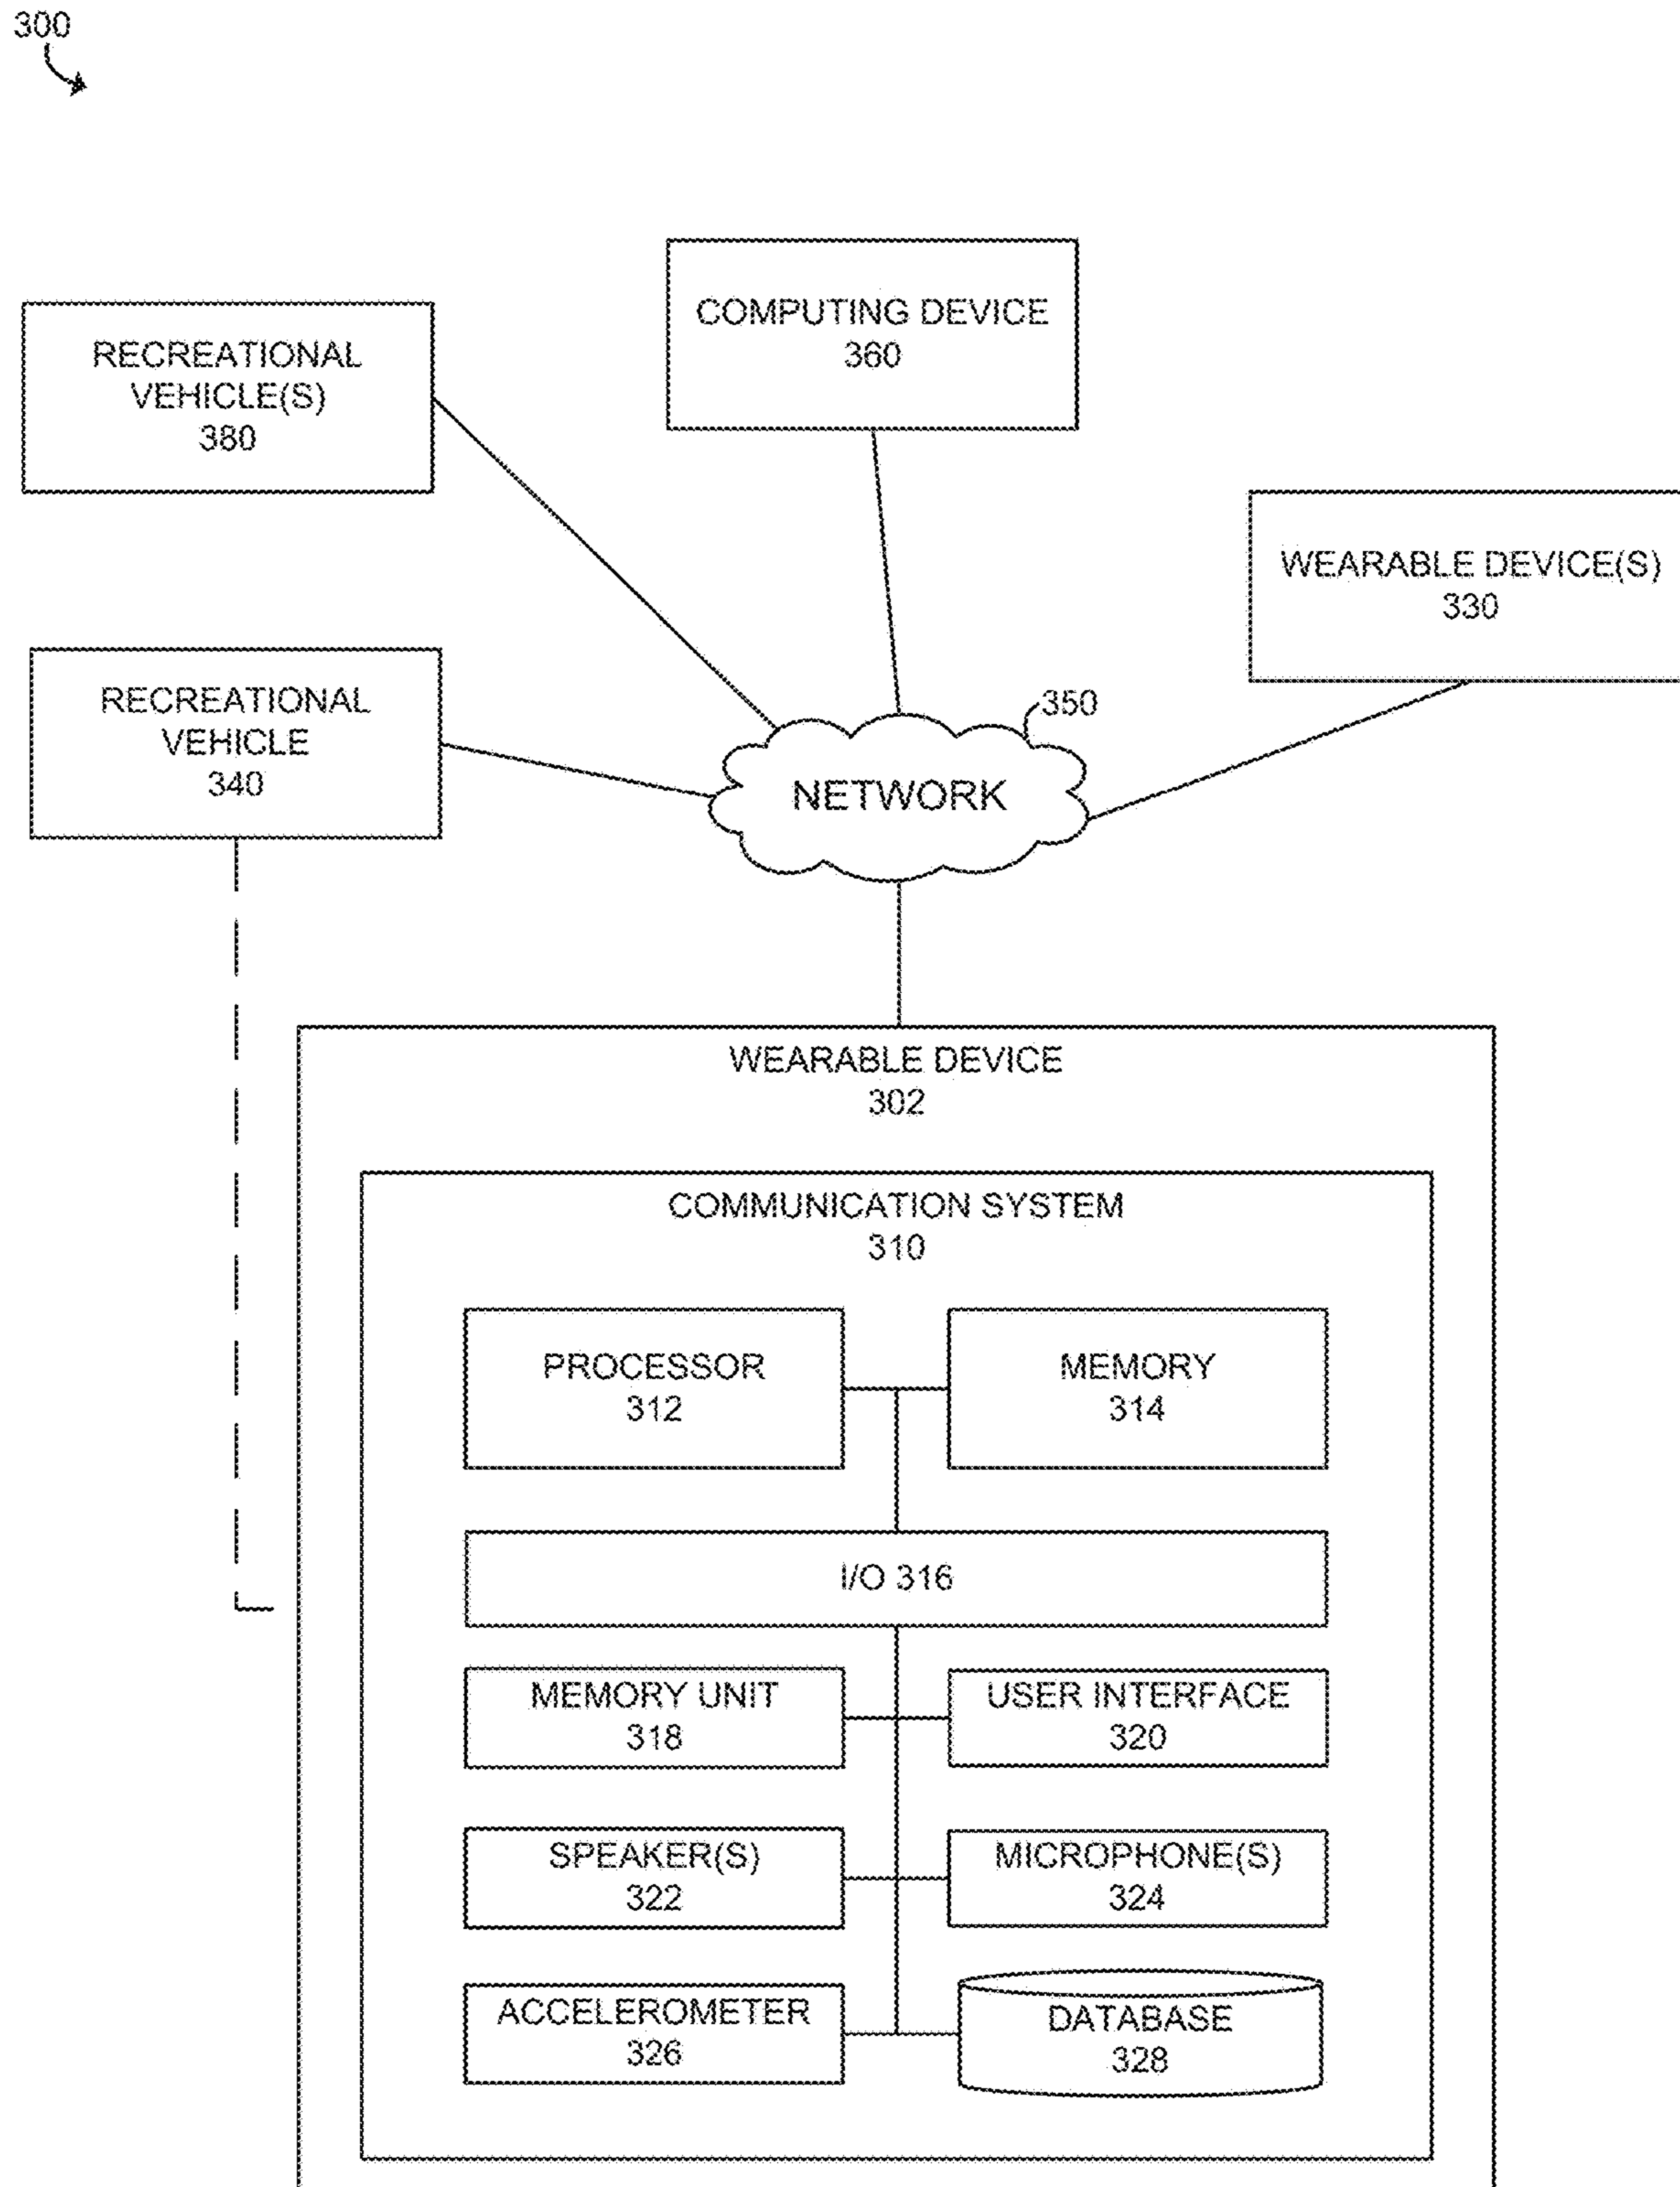 300
COMPUTING DEVICE
360
RECREATIONAL
VEHICLE(S)
380
WEARABLE DEVICE(S)
330
RECREATIONAL
VEHICLE
340
350
NETWORK
WEARABLE DEVICE
302
COMMUNICATION SYSTEM
310
PROCESSOR
312
MEMORY
314
I/O 316
MEMORY UNIT
318
USER INTERFACE
320
SPEAKER(S)
322
MICROPHONE(S)
324
ACCELEROMETER
326
DATABASE
328